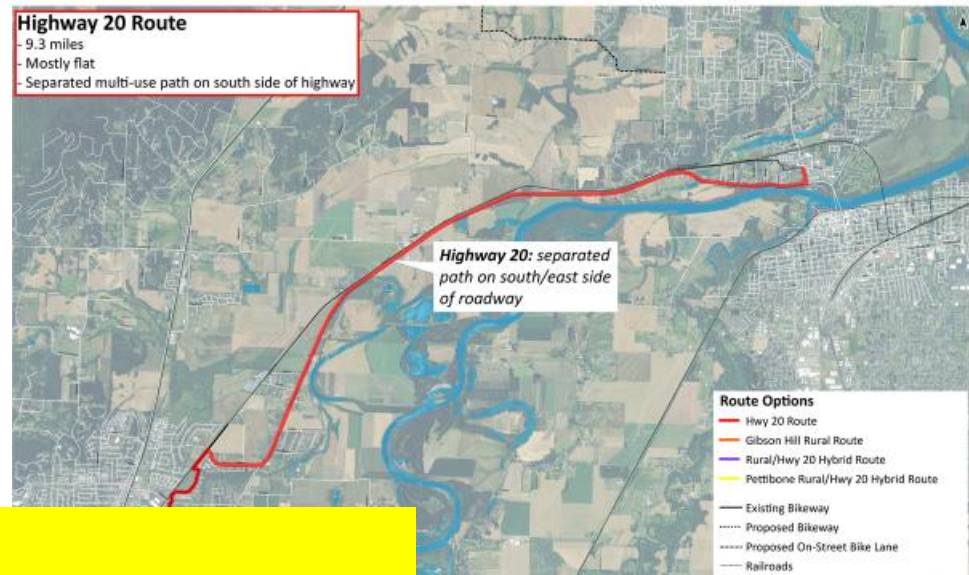 Highway 20 Route
- 9.3 miles
- Mostly flat
- Separated multi-use path on south side of highway
Highway 20: separated
path on south/east side
of roadway
Route Options
Hwy 20 Route
Gibson Hill Rural Route
Rural/Hwy 20 Hybrid Route
Pettibone Rural/Hwy 20 Hybrid Route
Existing Bikeway
Proposed Bikeway
Proposed On-Street Bike Lane
Railroads